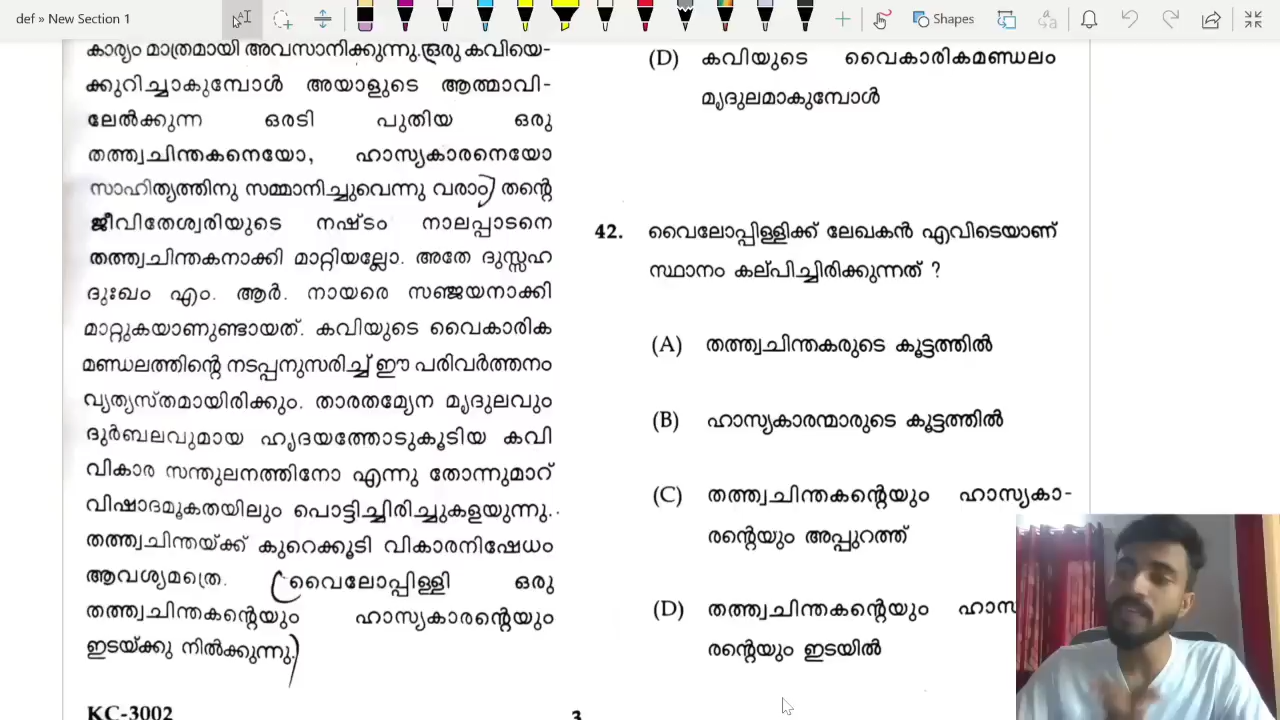 def » New Section 1
Shapes
കാര്യം മാത്രമായി അവസാനിക്കുന്നു. ഒരു കവിയെ-
ക്കുറിച്ചാകുമ്പോൾ അയാളുടെ ആത്മാവി-
ലേൽക്കുന്ന ഒരടി പുതിയ ഒരു
തത്ത്വചിന്തകനെയോ, ഹാസ്യകാരനെയോ
സാഹിത്യത്തിനു സമ്മാനിച്ചുവെന്നു വരാം, തന്റെ
ജീവിതേശ്വരിയുടെ നഷ്ടം നാലപ്പാടനെ
തത്ത്വചിന്തകനാക്കി മാറ്റിയല്ലോ. അതേ ദുസ്സഹ
ദുഃഖം എം. ആർ. നായരെ സഞ്ജയനാക്കി
മാറ്റുകയാണുണ്ടായത്. കവിയുടെ വൈകാരിക
മണ്ഡലത്തിന്റെ നടപ്പനുസരിച്ച് ഈ പരിവർത്തനം
വ്യത്യസ്തമായിരിക്കും. താരതമ്യേന മൃദുലവും
ദുർബലവുമായ ഹൃദയത്തോടുകൂടിയ കവി
വികാര സന്തുലനത്തിനോ എന്നു തോന്നുമാറ്
വിഷാദമൂകതയിലും പൊട്ടിച്ചിരിച്ചുകളയുന്നു..
തത്ത്വചിന്തയ്ക്ക് കുറെക്കൂടി വികാരനിഷേധം
ആവശ്യമത്രെ. (വൈലോപ്പിള്ളി ഒരു
തത്ത്വചിന്തകന്റെയും ഹാസ്യകാരന്റെയും
ഇടയ്ക്കു നിൽക്കുന്നു.)
KC-3002
3
(D) കവിയുടെ വൈകാരികമണ്ഡലം
മൃദുലമാകുമ്പോൾ
42. വൈലോപ്പിള്ളിക്ക് ലേഖകൻ എവിടെയാണ്
സ്ഥാനം കല്പിച്ചിരിക്കുന്നത് ?
(A) തത്ത്വചിന്തകരുടെ കൂട്ടത്തിൽ
(B) ഹാസ്യകാരന്മാരുടെ കൂട്ടത്തിൽ
(C) തത്ത്വചിന്തകന്റെയും ഹാസ്യകാ-
രന്റെയും അപ്പുറത്ത്
(D) തത്ത്വചിന്തകന്റെയും
രന്റെയും ഇടയിൽ